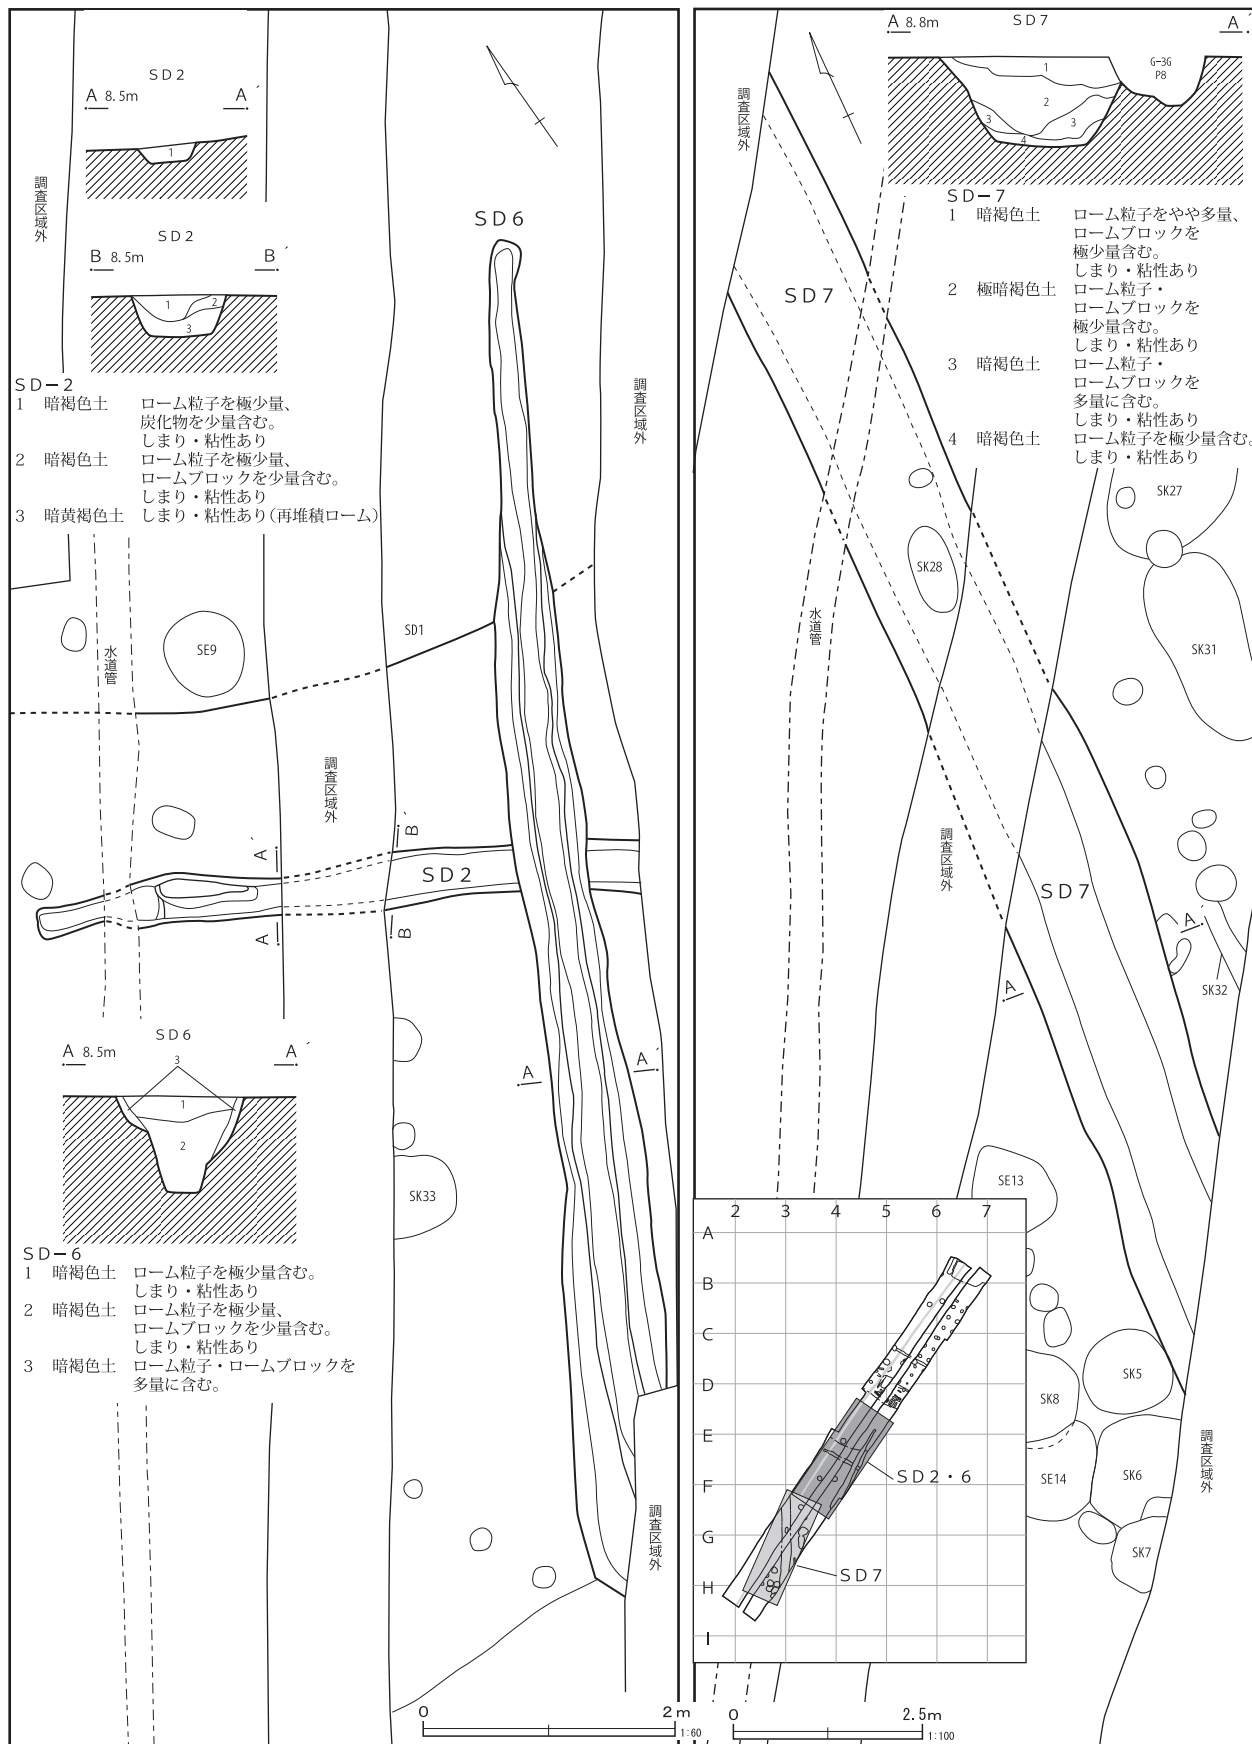 SD2
A 8.5m A´
1
SD2
B 8.5m B´
1 2
3
SD-2
1 暗褐色土 ローム粒子を極少量、
炭化物を少量含む。
しまり・粘性あり
2 暗褐色土 ローム粒子を極少量、
ロームブロックを少量含む。
しまり・粘性あり
3 暗黄褐色土 しまり・粘性あり(再堆積ローム)
調査区域外
SD6
調査区域外
SE9
水道管
SD1
調査区域外
A´
B´
SD2
A
B
SD6
A 8.5m A´
3
1
2
A
A´
SK33
SD-6
1 暗褐色土 ローム粒子を極少量含む。
しまり・粘性あり
2 暗褐色土 ローム粒子を極少量、
ロームブロックを少量含む。
しまり・粘性あり
3 暗褐色土 ローム粒子・ロームブロックを
多量に含む。
調査区域外
0 2m
1:60
SD7
A 8.8m A´
1
2
3 3
4
G-3G
P8
調査区域外
SD-7
1 暗褐色土 ローム粒子をやや多量、
ロームブロックを
極少量含む。
しまり・粘性あり
2 極暗褐色土 ローム粒子・
ロームブロックを
極少量含む。
しまり・粘性あり
3 暗褐色土 ローム粒子・
ロームブロックを
多量に含む。
しまり・粘性あり
4 暗褐色土 ローム粒子を極少量含む。
しまり・粘性あり
SD7
SK27
SK28
水道管
SK31
調査区域外
SD7
A´
A
SK32
SE13
2 3 4 5 6 7
A
B
C
D
E
F
G
H
I
SD2・6
SD7
SK5
SK8
SE14
SK6
SK7
調査区域外
0 2.5m
1:100